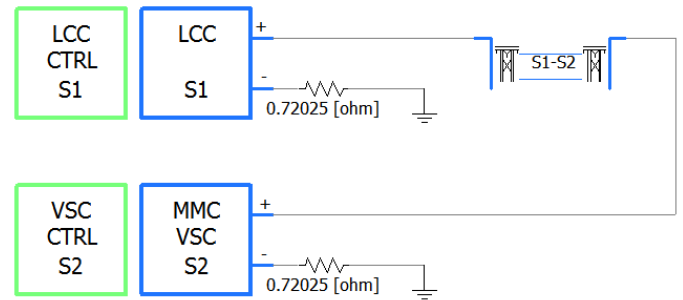 LCC
CTRL
S1
LCC
S1
+
-
0.72025 [ohm]
S1-S2
VSC
CTRL
S2
MMC
VSC
S2
+
-
0.72025 [ohm]